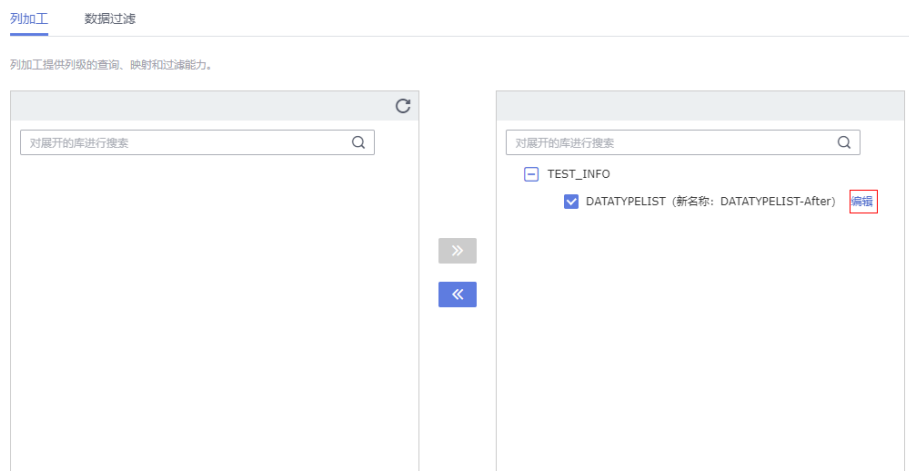 列加工 数据过滤
列加工提供列级的查询、映射和过滤能力。
对展开的库进行搜索
对展开的库进行搜索
TEST_INFO
DATATYPELIST（新名称：DATATYPELIST-After） 编辑